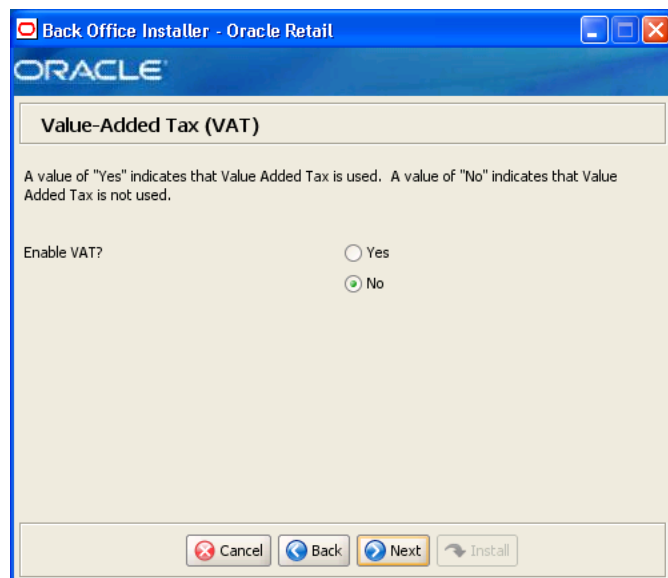 Back Office Installer - Oracle Retail
ORACLE
Value-Added Tax (VAT)
A value of "Yes" indicates that Value Added Tax is used. A value of "No" indicates that Value
Added Tax is not used.
Enable VAT?
Yes
No
Cancel
Back
Next
Install